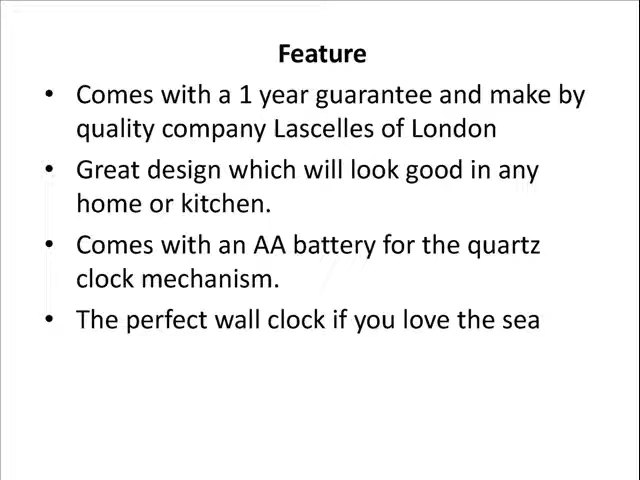 Feature
• Comes with a 1 year guarantee and make by
quality company Lascelles of London
• Great design which will look good in any
home or kitchen.
• Comes with an AA battery for the quartz
clock mechanism.
• The perfect wall clock if you love the sea